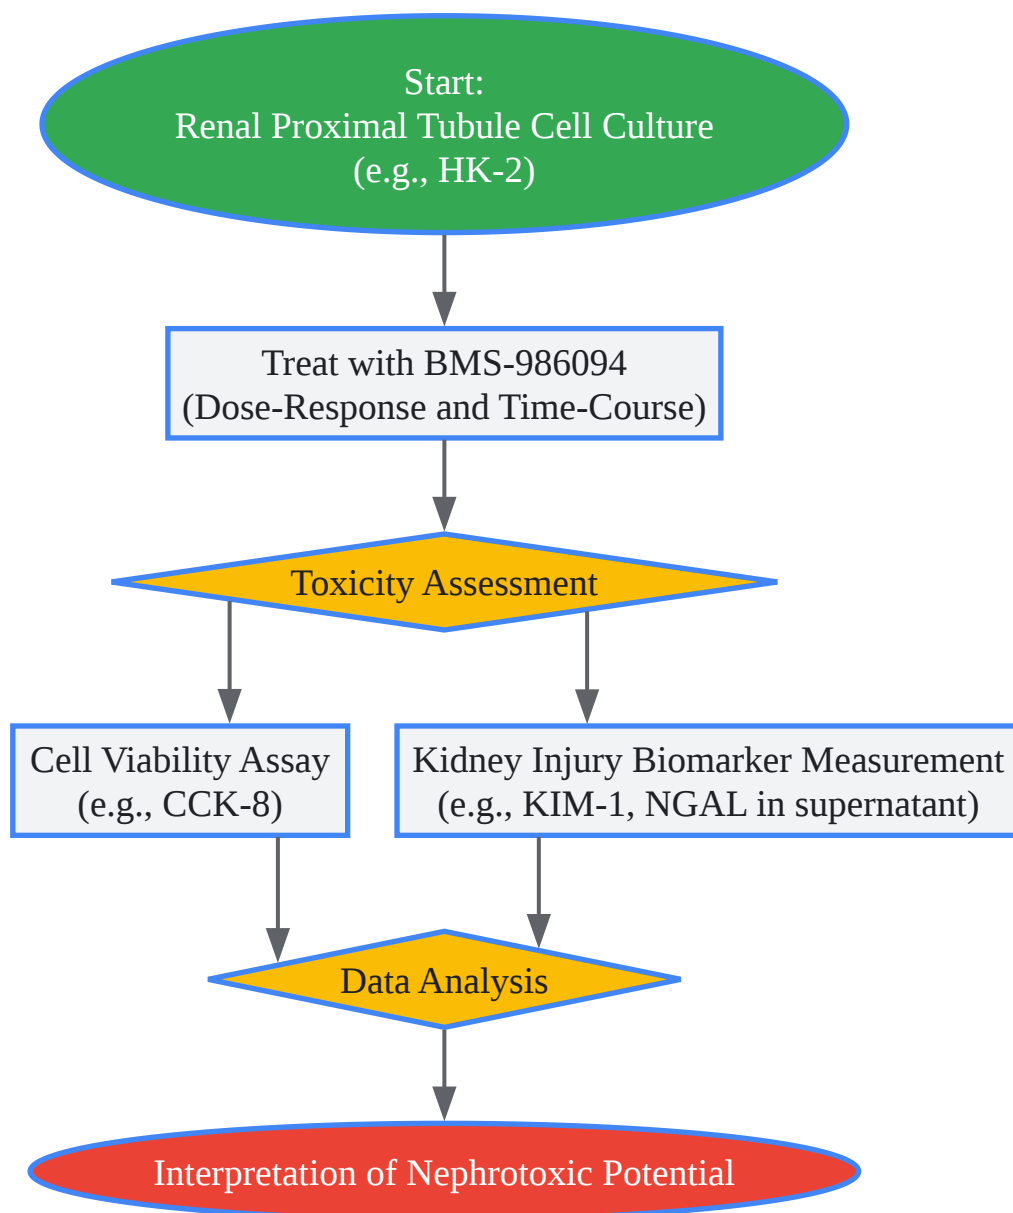 Start:
Renal Proximal Tubule Cell Culture
(e.g., HK-2)
Treat with BMS-986094
(Dose-Response and Time-Course)
Toxicity Assessment
Cell Viability Assay
(e.g., CCK-8)
Kidney Injury Biomarker Measurement
(e.g., KIM-1, NGAL in supernatant)
Data Analysis
Interpretation of Nephrotoxic Potential